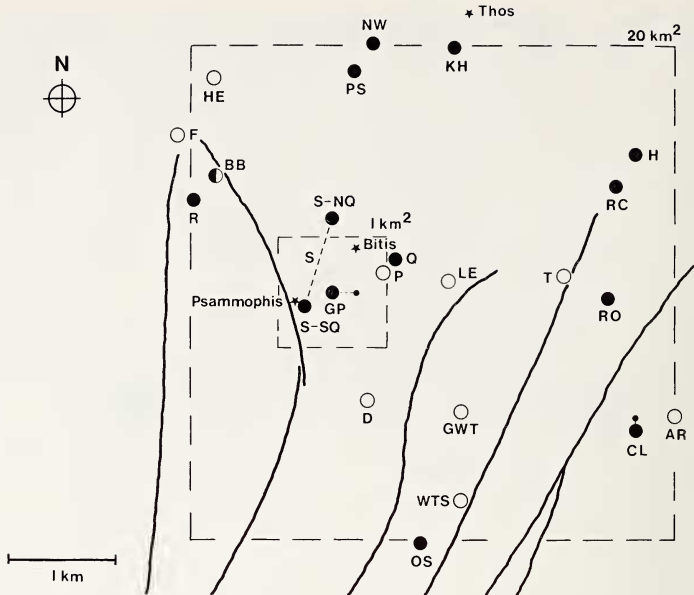 Thos
NW
20 km²
N
KH
PS
HE
F
BB
H
R
RC
S-NQ
1 km²
Bitis
S
Q
P
LE
T
Psammophis
GP
S-SQ
RO
D
GWT
AR
CL
WTS
OS
1 km